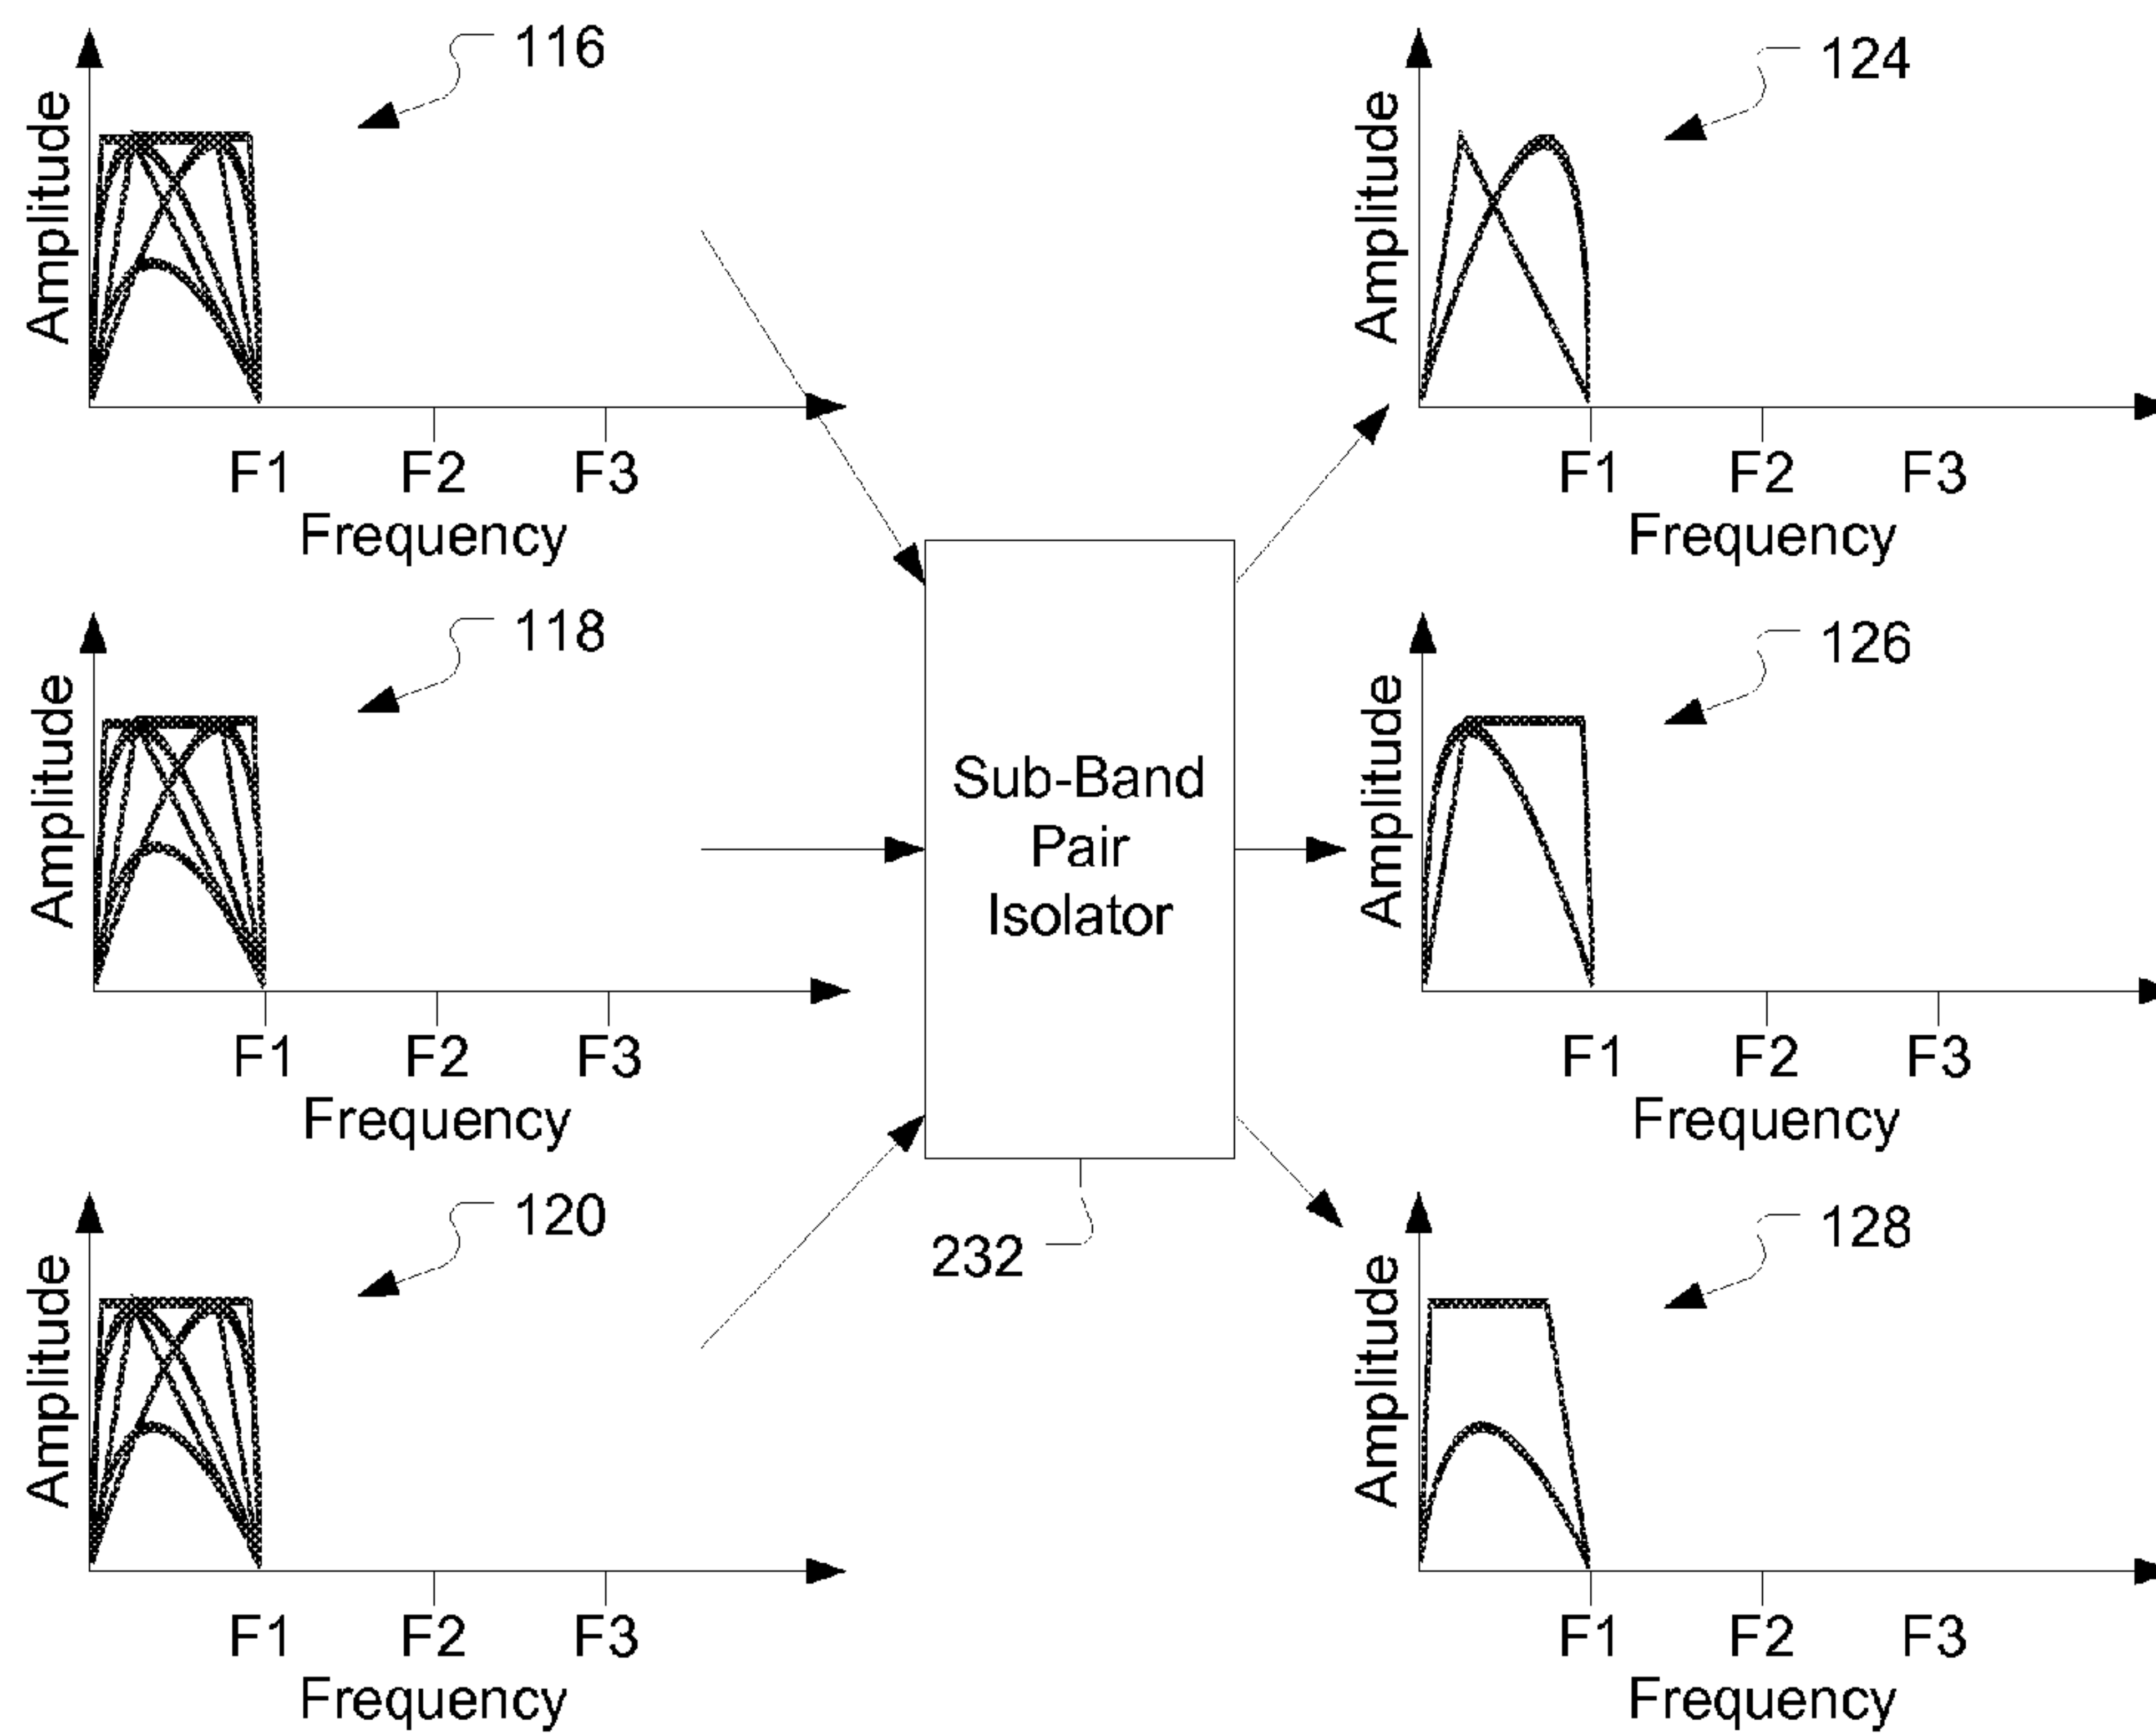 116
Amplitude
F1 F2 F3
Frequency
118
Amplitude
F1 F2 F3
Frequency
120
Amplitude
F1 F2 F3
Frequency
Sub-Band
Pair
Isolator
232
124
Amplitude
F1 F2 F3
Frequency
126
Amplitude
F1 F2 F3
Frequency
128
Amplitude
F1 F2 F3
Frequency